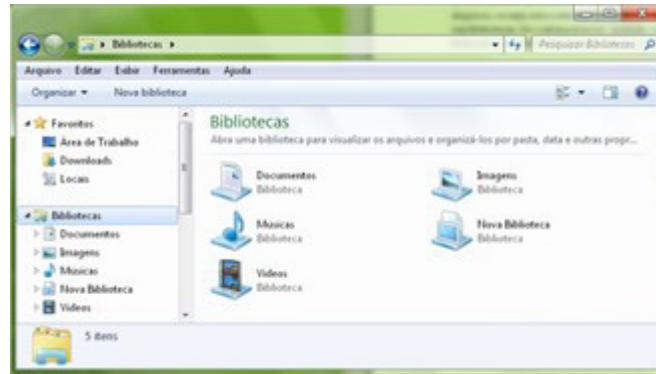 Bibliotecas
Pesquisar Bibliotecas
Arquivo Editar Exibir Ferramentas Ajuda
Organizar Nova biblioteca
Favoritos
Área de Trabalho
Downloads
Locais
Bibliotecas
Documentos
Imagens
Músicas
Nova Biblioteca
Vídeos
Bibliotecas
Abra uma biblioteca para visualizar os arquivos e organizá-los por pasta, data e outras propr...
Documentos
Biblioteca
Imagens
Biblioteca
Músicas
Biblioteca
Nova Biblioteca
Biblioteca
Vídeos
Biblioteca
5 itens